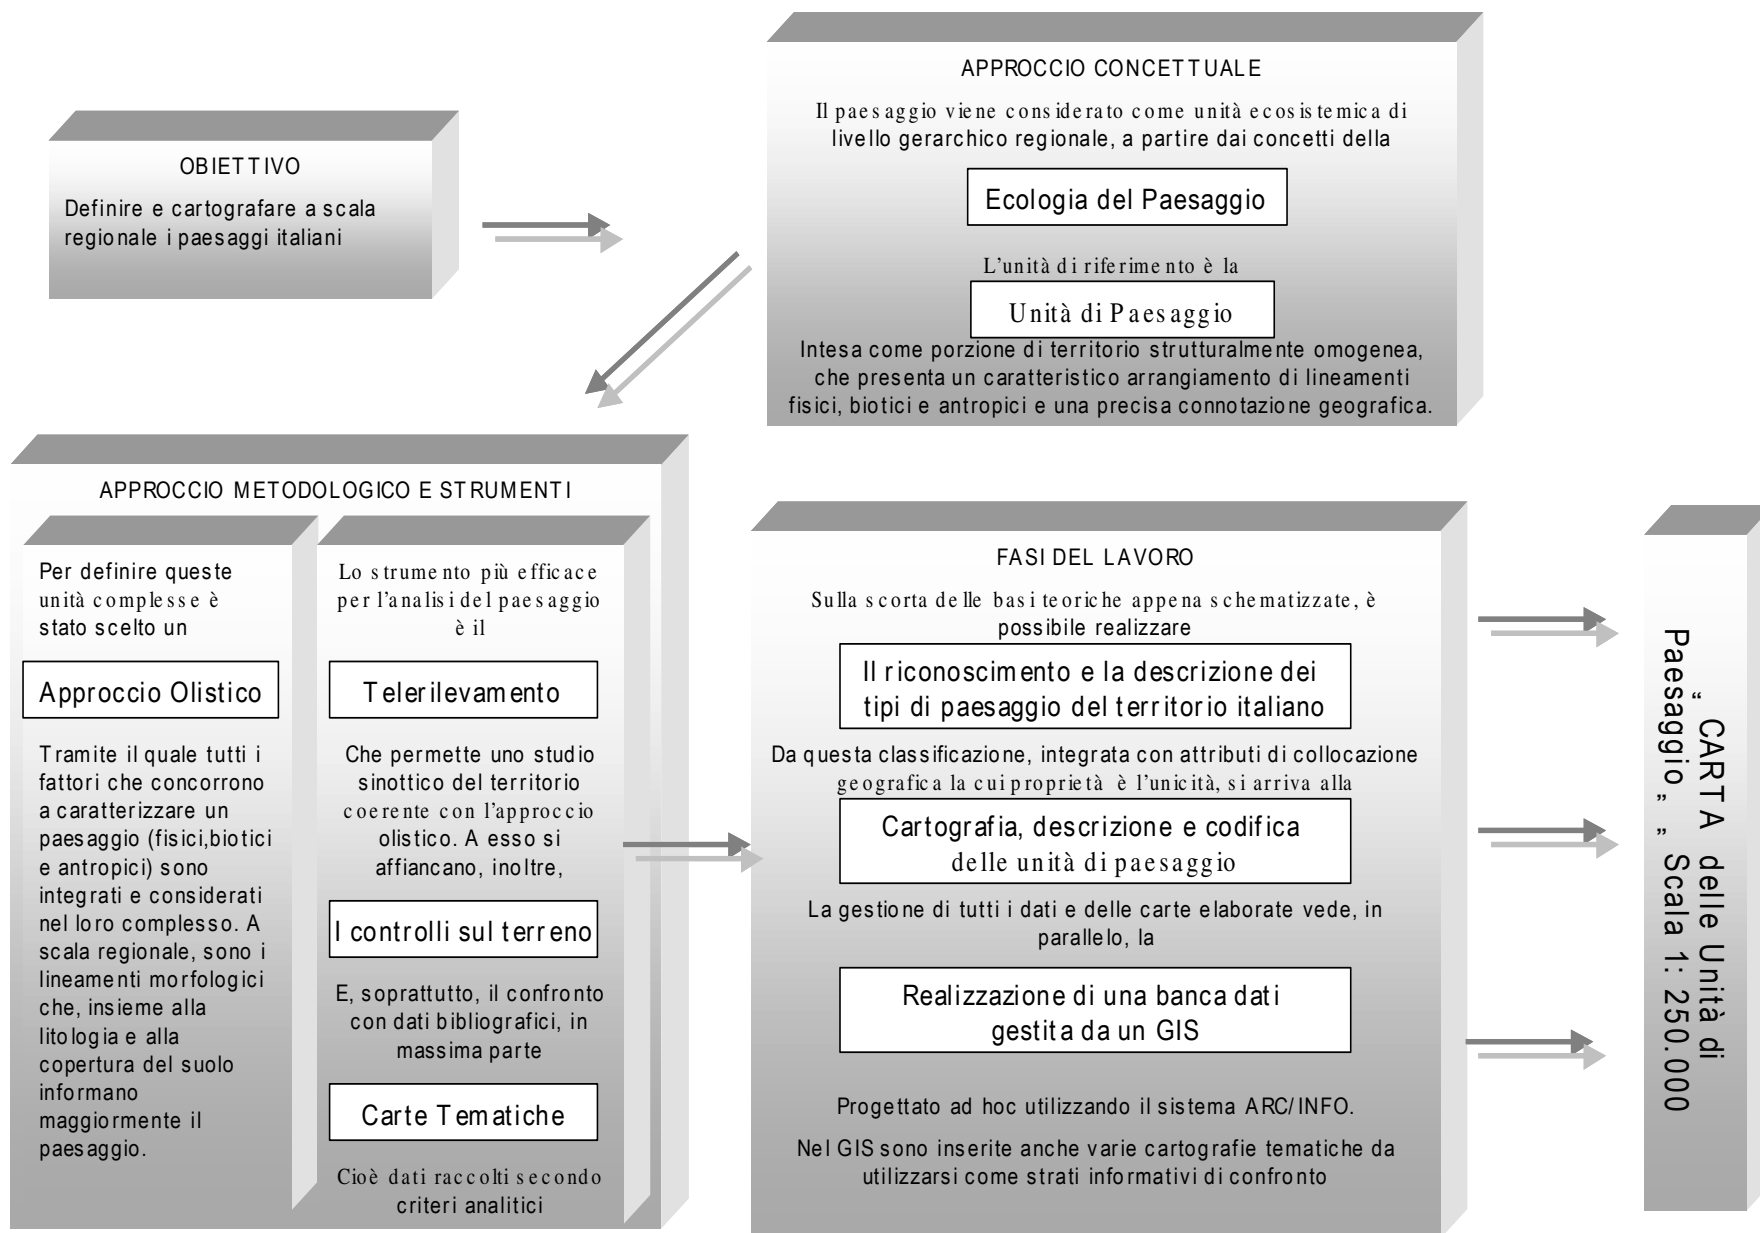 OBIETTIVO
Definire e cartografare a scala
regionale i paesaggi italiani
APPROCCIO CONCETTUALE
Il paesaggio viene considerato come unità ecosistemica di
livello gerarchico regionale, a partire dai concetti della
Ecologia del Paesaggio
L'unità di riferimento è la
Unità di Paesaggio
Intesa come porzione di territorio strutturalmente omogenea,
che presenta un caratteristico arrangiamento di lineamenti
fisici, biotici e antropici e una precisa connotazione geografica.
APPROCCIO METODOLOGICO E STRUMENTI
Per definire queste
unità complesse è
stato scelto un
Approccio Olistico
Tramite il quale tutti i
fattori che concorrono
a caratterizzare un
paesaggio (fisici,biotici
e antropici) sono
integrati e considerati
nel loro complesso. A
scala regionale, sono i
lineamenti morfologici
che, insieme alla
litologia e alla
copertura del suolo
informano
maggiormente il
paesaggio.
Lo strumento più efficace
per l'analisi del paesaggio
è il
Telerilevamento
Che permette uno studio
sinottico del territorio
coerente con l'approccio
olistico. A esso si
affiancano, inoltre,
I controlli sul terreno
E, soprattutto, il confronto
con dati bibliografici, in
massima parte
Carte Tematiche
Cioè dati raccolti secondo
criteri analitici
FASI DEL LAVORO
Sulla scorta delle basi teoriche appena schematizzate, è
possibile realizzare
Il riconoscimento e la descrizione dei
tipi di paesaggio del territorio italiano
Da questa classificazione, integrata con attributi di collocazione
geografica la cui proprietà è l'unicità, si arriva alla
Cartografia, descrizione e codifica
delle unità di paesaggio
La gestione di tutti i dati e delle carte elaborate vede, in
parallelo, la
Realizzazione di una banca dati
gestita da un GIS
Progettato ad hoc utilizzando il sistema ARC/INFO.
Nel GIS sono inserite anche varie cartografie tematiche da
utilizzarsi come strati informativi di confronto
“ CARTA delle Unità di
Paesaggio „ „ Scala 1: 250.000